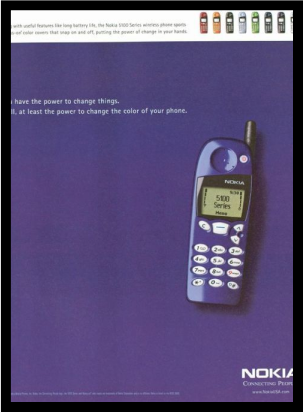 with useful features like long battery life, the Nokia 5100 Series wireless phone sports
color covers that snap on and off, putting the power of change in your hands.
have the power to change things.
ll, at least the power to change the color of your phone.
NOKIA
5100
Series
Menu
NOKIA
CONNECTING PEOPL
www.NokiaUSA.com